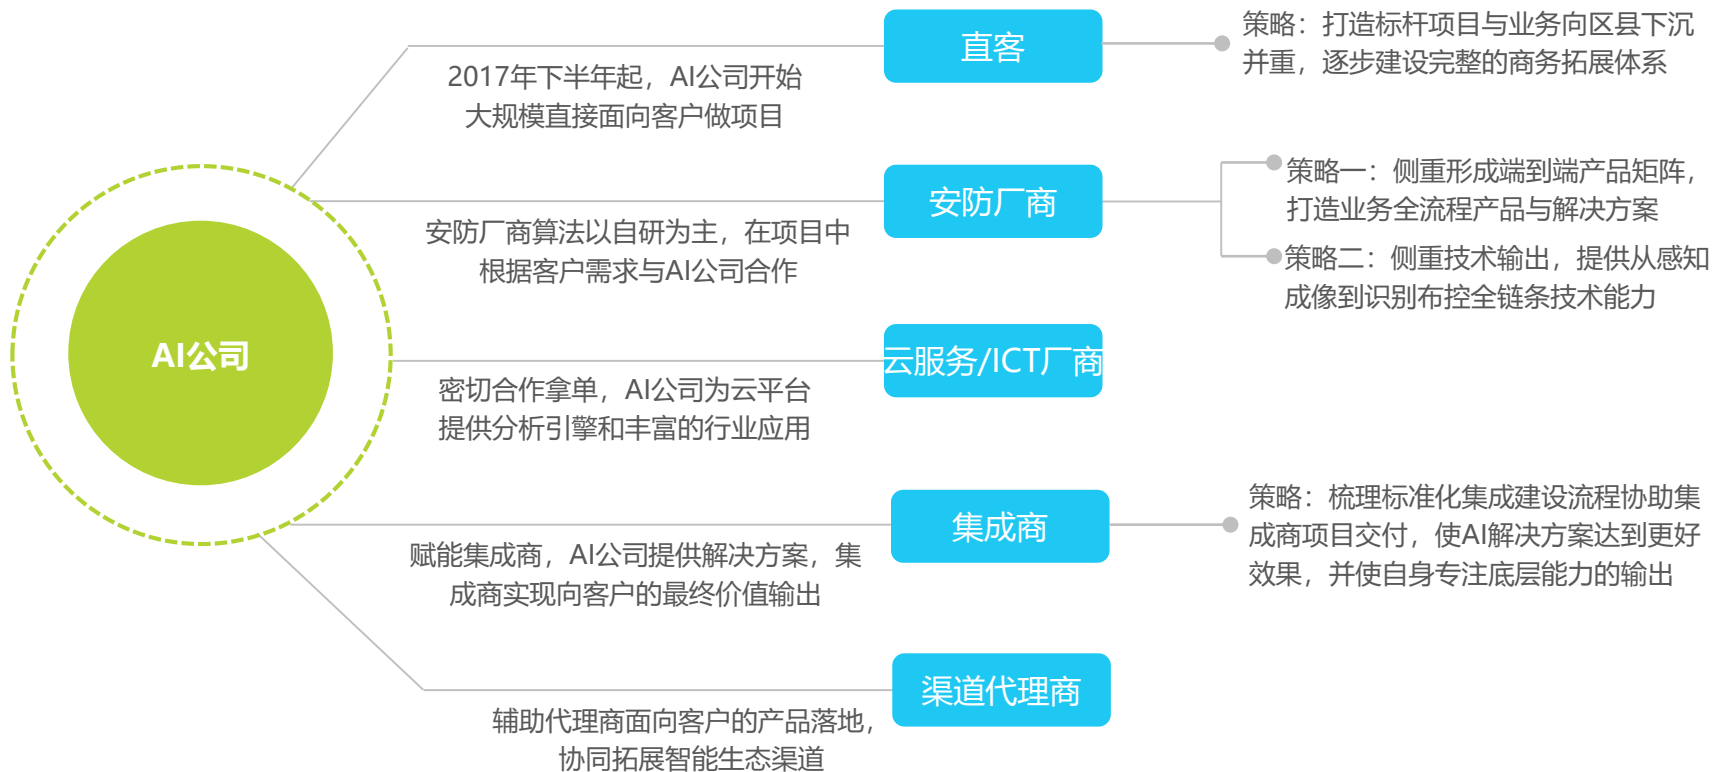 AI公司
直客
2017年下半年起，AI公司开始
大规模直接面向客户做项目
策略：打造标杆项目与业务向区县下沉
并重，逐步建设完整的商务拓展体系
安防厂商
安防厂商算法以自研为主，在项目中
根据客户需求与AI公司合作
策略一：侧重形成端到端产品矩阵，
打造业务全流程产品与解决方案
策略二：侧重技术输出，提供从感知
成像到识别布控全链条技术能力
云服务/ICT厂商
密切合作拿单，AI公司为云平台
提供分析引擎和丰富的行业应用
集成商
赋能集成商，AI公司提供解决方案，集
成商实现向客户的最终价值输出
策略：梳理标准化集成建设流程协助集
成商项目交付，使AI解决方案达到更好
效果，并使自身专注底层能力的输出
渠道代理商
辅助代理商面向客户的产品落地，
协同拓展智能生态渠道